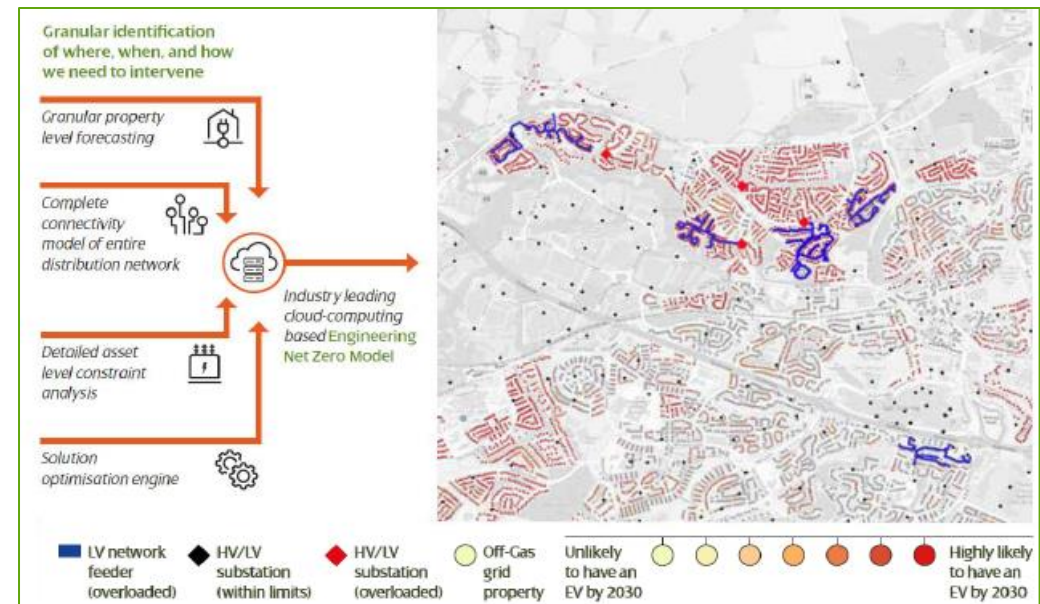 Granular identification
of where, when, and how
we need to intervene
Granular property
level forecasting
Complete
connectivity
model of entire
distribution network
Industry leading
cloud-computing
based Engineering
Net Zero Model
Detailed asset
level constraint
analysis
Solution
optimisation engine
LV network
feeder
(overloaded)
HV/LV
substation
(within limits)
HV/LV
substation
(overloaded)
Off-Gas
grid
property
Unlikely
to have an
EV by 2030
Highly likely
to have an
EV by 2030